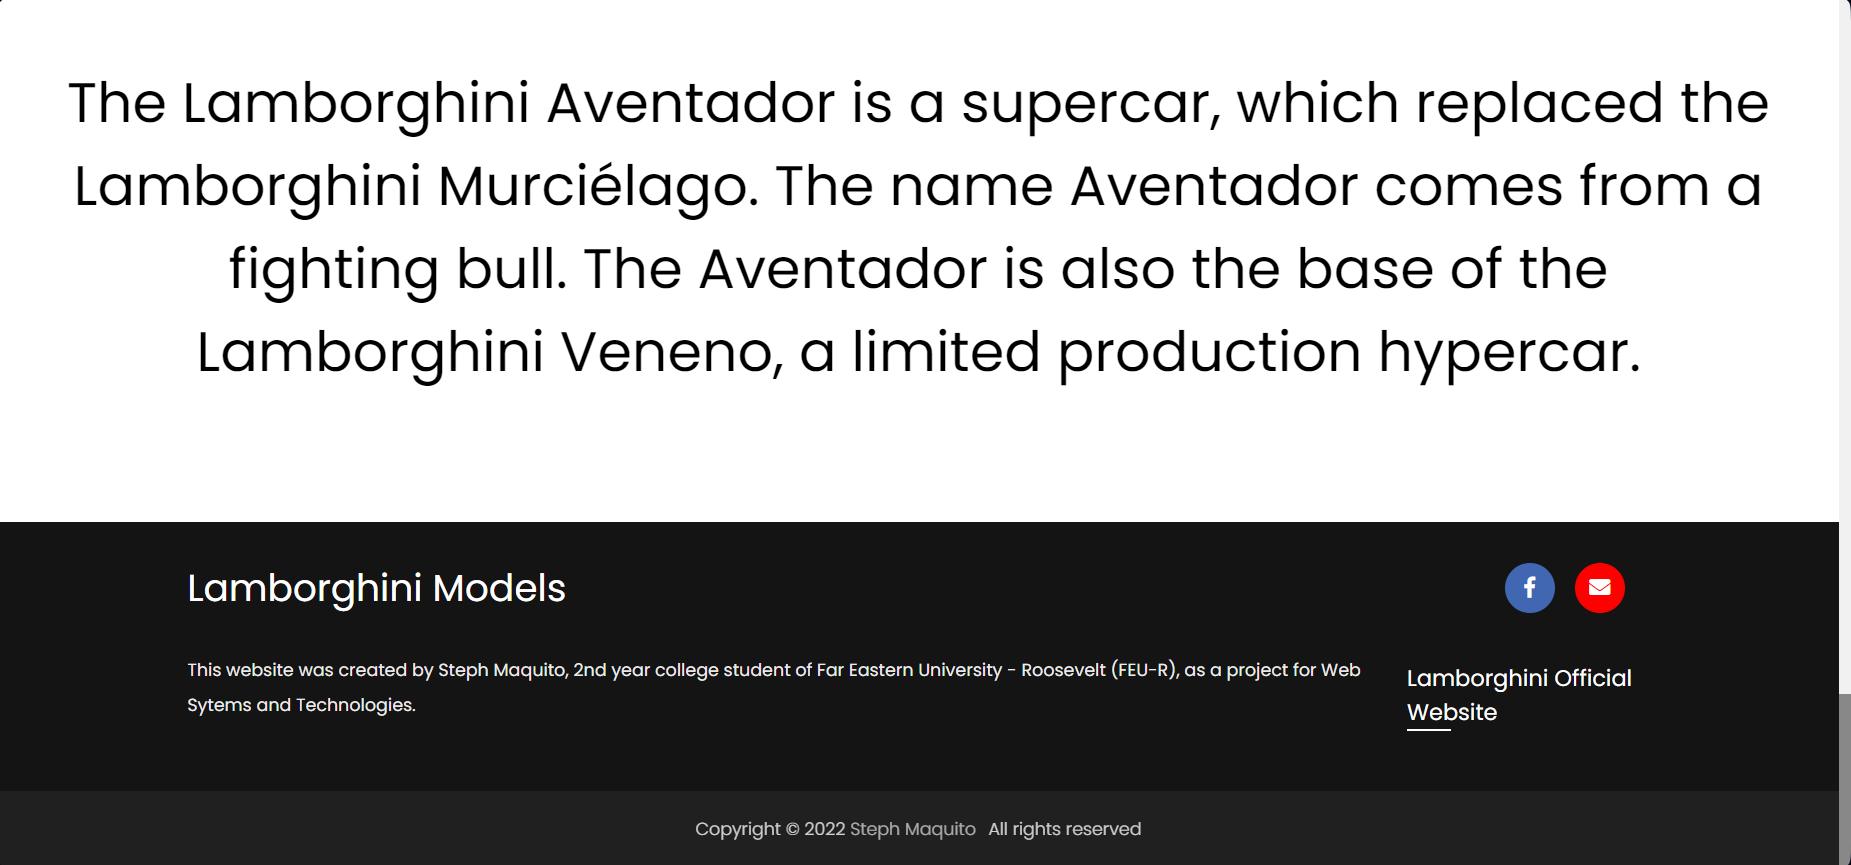 The Lamborghini Aventador is a supercar, which replaced the
Lamborghini Murciélago. The name Aventador comes from a
fighting bull. The Aventador is also the base of the
Lamborghini Veneno, a limited production hypercar.
Lamborghini Models
This website was created by Steph Maquito, 2nd year college student of Far Eastern University - Roosevelt (FEU-R), as a project for Web
Sytems and Technologies.
Lamborghini Official
Website
Copyright © 2022 Steph Maquito All rights reserved